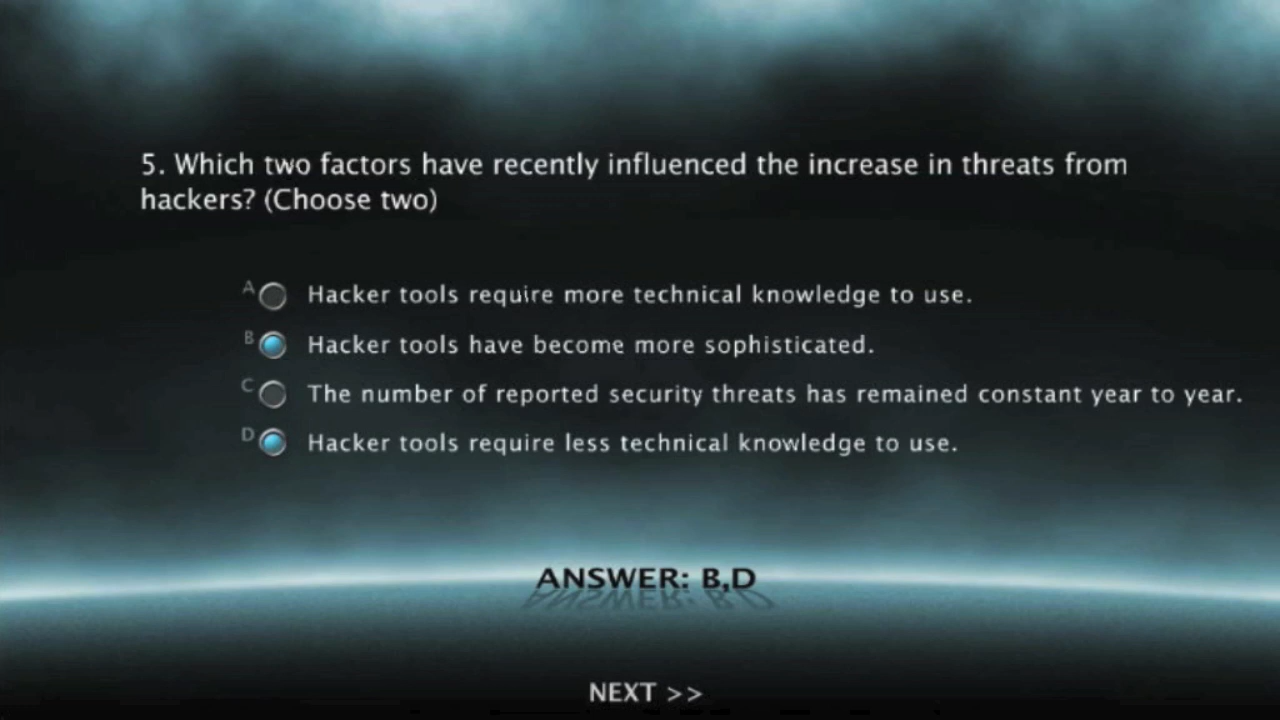 5. Which two factors have recently influenced the increase in threats from
hackers? (Choose two)
A Hacker tools require more technical knowledge to use.
B Hacker tools have become more sophisticated.
C The number of reported security threats has remained constant year to year.
D Hacker tools require less technical knowledge to use.
ANSWER: B,D
NEXT >>